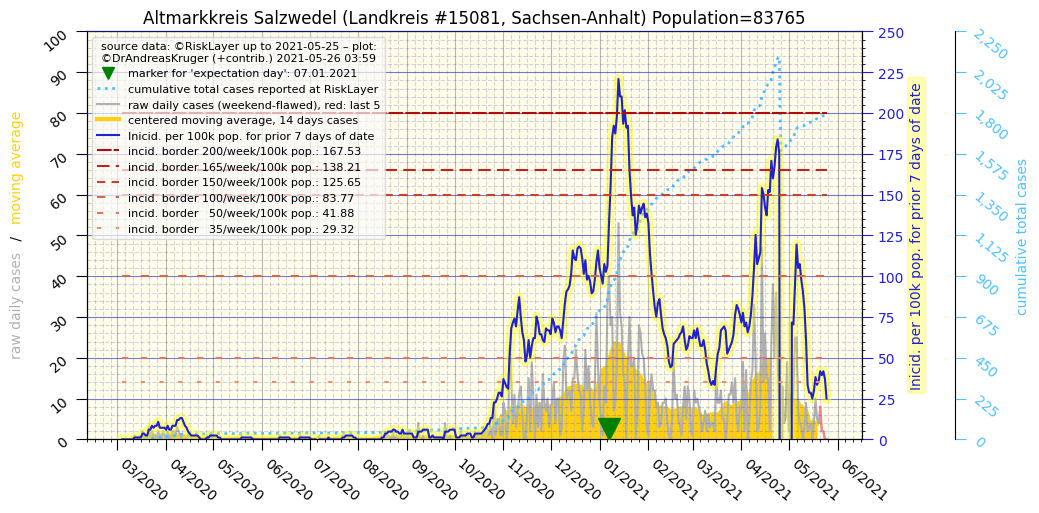 Altmarkkreis Salzwedel (Landkreis #15081, Sachsen-Anhalt) Population=83765
source data: ©RiskLayer up to 2021-05-25 – plot:
©DrAndreasKruger (+contrib.) 2021-05-26 03:59
marker for 'expectation day': 07.01.2021
cumulative total cases reported at RiskLayer
raw daily cases (weekend-flawed), red: last 5
centered moving average, 14 days cases
Inicid. per 100k pop. for prior 7 days of date
incid. border 200/week/100k pop.: 167.53
incid. border 165/week/100k pop.: 138.21
incid. border 150/week/100k pop.: 125.65
incid. border 100/week/100k pop.: 83.77
incid. border 50/week/100k pop.: 41.88
incid. border 35/week/100k pop.: 29.32
raw daily cases / moving average
100
90
80
70
60
50
40
30
20
10
0
03/2020
04/2020
05/2020
06/2020
07/2020
08/2020
09/2020
10/2020
11/2020
12/2020
01/2021
02/2021
03/2021
04/2021
05/2021
06/2021
250
225
200
175
150
125
100
75
50
25
0
Inicid. per 100k pop. for prior 7 days of date
2,250
2,025
1,800
1,575
1,350
1,125
900
675
450
225
0
cumulative total cases